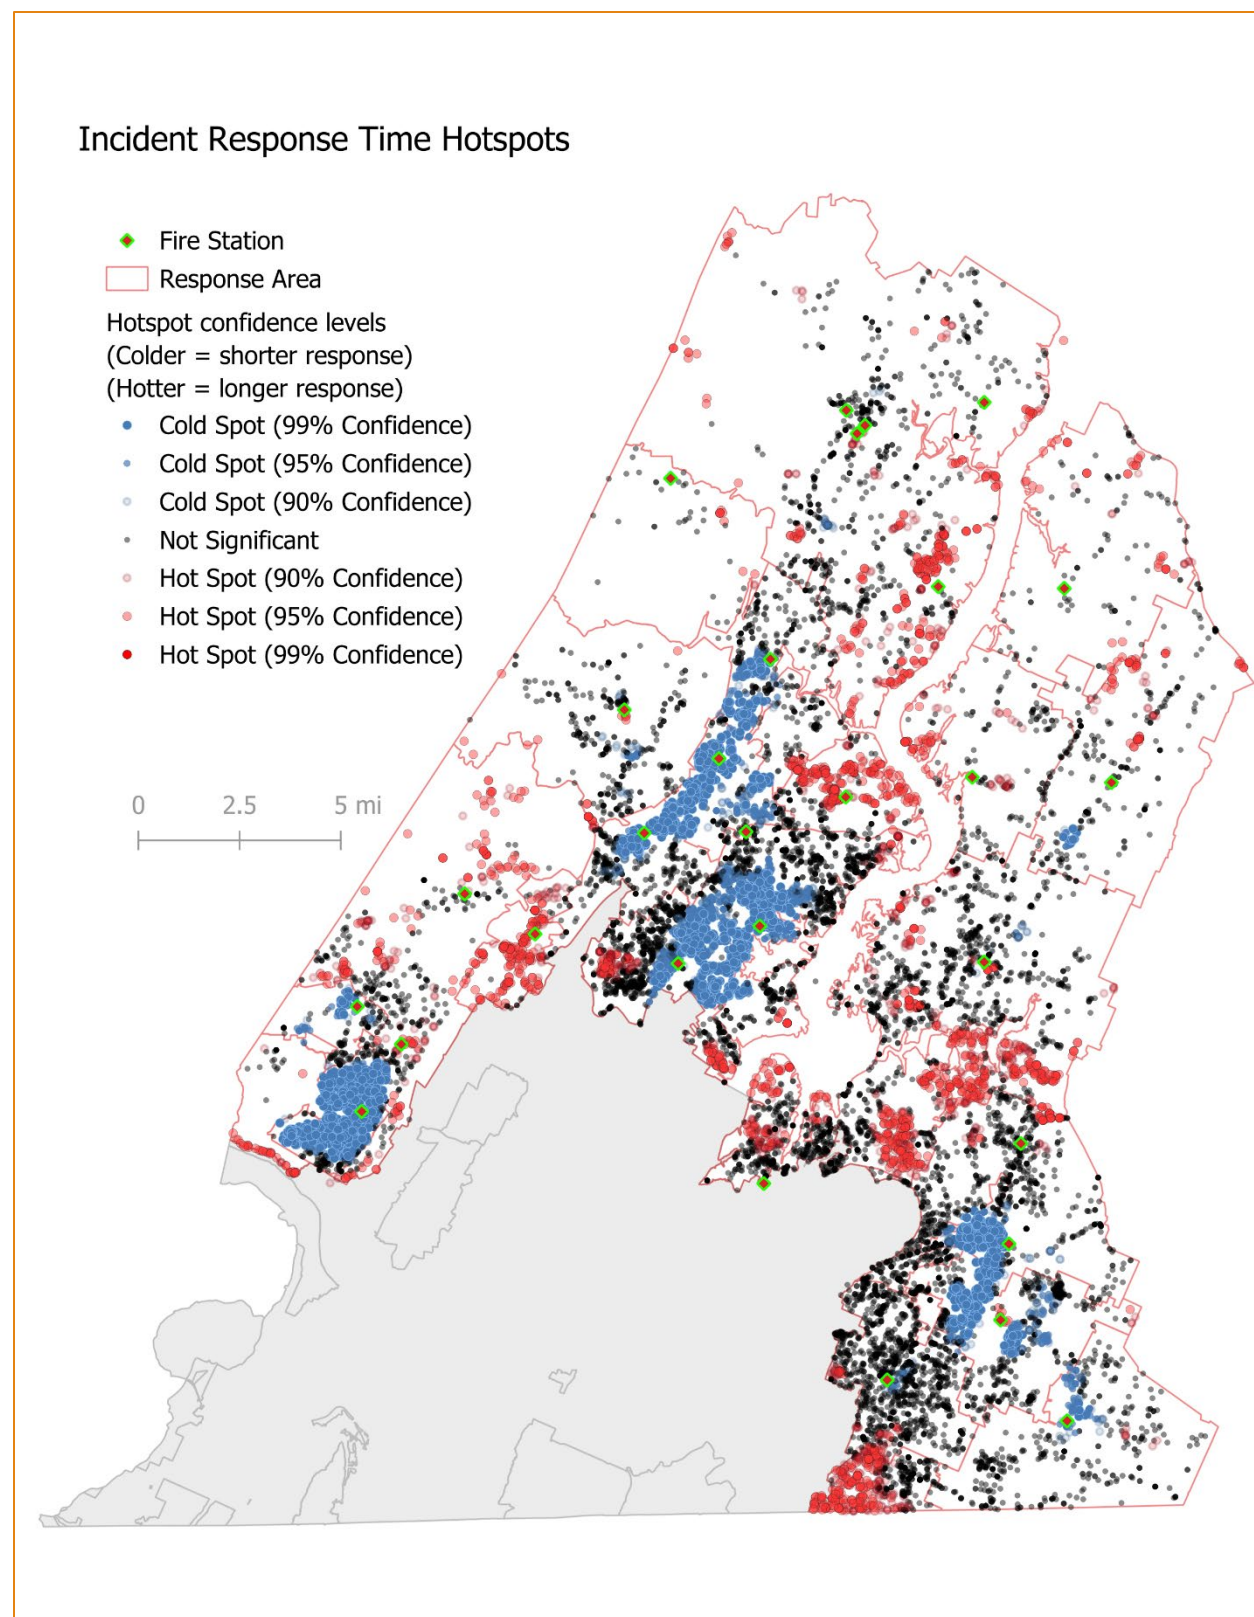 Incident Response Time Hotspots
Fire Station
Response Area
Hotspot confidence levels
(Colder = shorter response)
(Hotter = longer response)
Cold Spot (99% Confidence)
Cold Spot (95% Confidence)
Cold Spot (90% Confidence)
Not Significant
Hot Spot (90% Confidence)
Hot Spot (95% Confidence)
Hot Spot (99% Confidence)
0 2.5 5 mi